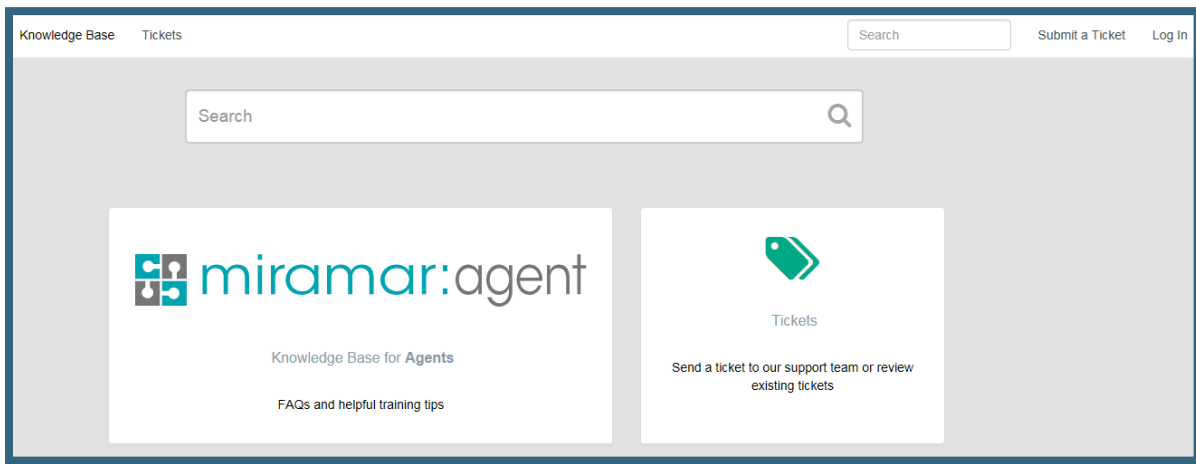 Knowledge Base Tickets Search Submit a Ticket Log In
Search
miramar:agent
Knowledge Base for Agents
FAQs and helpful training tips
Tickets
Send a ticket to our support team or review
existing tickets